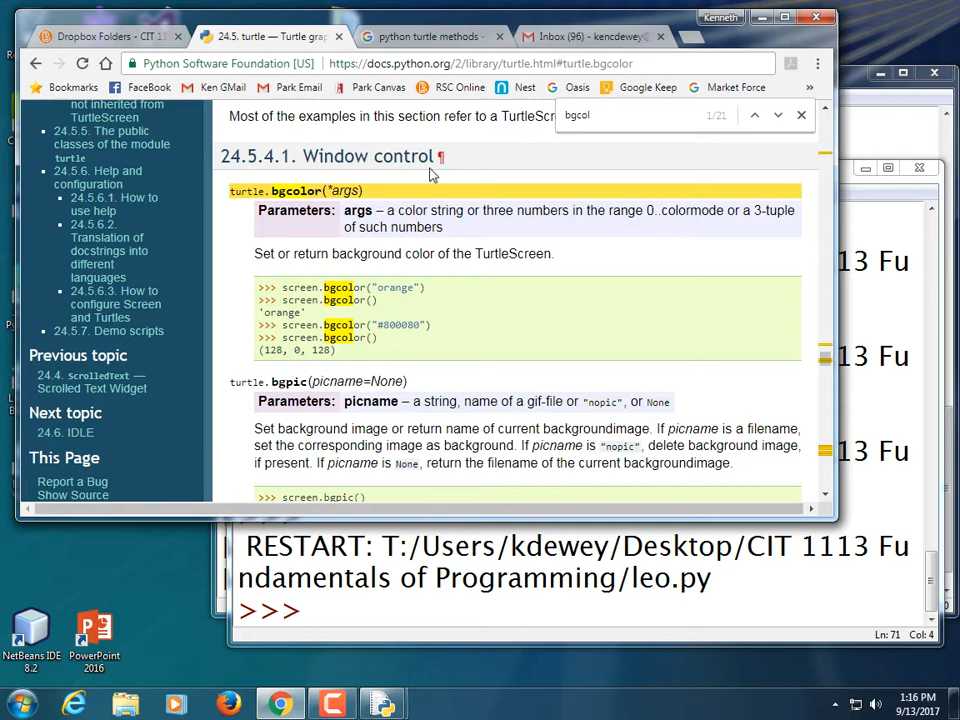 Kenneth
Dropbox Folders - CIT 11
24.5. turtle — Turtle grap
python turtle methods -
Inbox (96) - kencdewey@
Python Software Foundation [US]
https://docs.python.org/2/library/turtle.html#turtle.bgcolor
Bookmarks
FaceBook
Ken GMail
Park Email
Park Canvas
RSC Online
Nest
Oasis
Google Keep
Market Force
»
bgcol
1/21
not inherited from
TurtleScreen
24.5.5. The public
classes of the module
turtle
24.5.6. Help and
configuration
24.5.6.1. How to
use help
24.5.6.2.
Translation of
docstrings into
different
languages
24.5.6.3. How to
configure Screen
and Turtles
24.5.7. Demo scripts
Previous topic
24.4. ScrolledText —
Scrolled Text Widget
Next topic
24.6. IDLE
This Page
Report a Bug
Show Source
Most of the examples in this section refer to a TurtleScre
24.5.4.1. Window control¶
turtle.bgcolor(*args)
Parameters: args – a color string or three numbers in the range 0..colormode or a 3-tuple
of such numbers
Set or return background color of the TurtleScreen.
>>> screen.bgcolor("orange")
>>> screen.bgcolor()
'orange'
>>> screen.bgcolor("#800080")
>>> screen.bgcolor()
(128, 0, 128)
turtle.bgpic(picname=None)
Parameters: picname – a string, name of a gif-file or "nopic", or None
Set background image or return name of current backgroundimage. If picname is a filename,
set the corresponding image as background. If picname is "nopic", delete background image,
if present. If picname is None, return the filename of the current backgroundimage.
>>> screen.bgpic()
13 Fu
13 Fu
13 Fu
RESTART: T:/Users/kdewey/Desktop/CIT 1113 Fu
ndamentals of Programming/leo.py
>>>
Ln: 71 Col: 4
NetBeans IDE
8.2
PowerPoint
2016
1:16 PM
9/13/2017